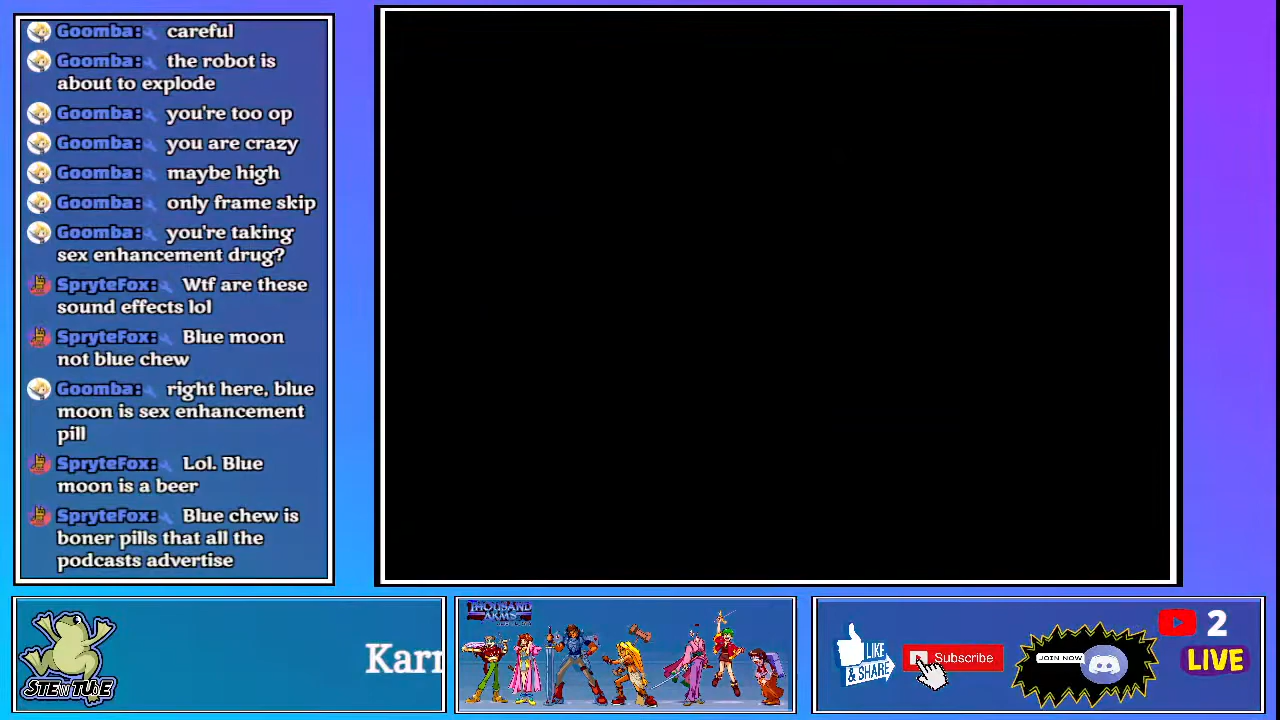 Goomba: careful
Goomba: the robot is
about to explode
Goomba: you're too op
Goomba: you are crazy
Goomba: maybe high
Goomba: only frame skip
Goomba: you're taking
sex enhancement drug?
SpryteFox: Wtf are these
sound effects lol
SpryteFox: Blue moon
not blue chew
Goomba: right here, blue
moon is sex enhancement
pill
SpryteFox: Lol. Blue
moon is a beer
SpryteFox: Blue chew is
boner pills that all the
podcasts advertise
STEW TUBE
Karn
THOUSAND
ARMS
LIKE
& SHARE
Subscribe
JOIN NOW
2
LIVE